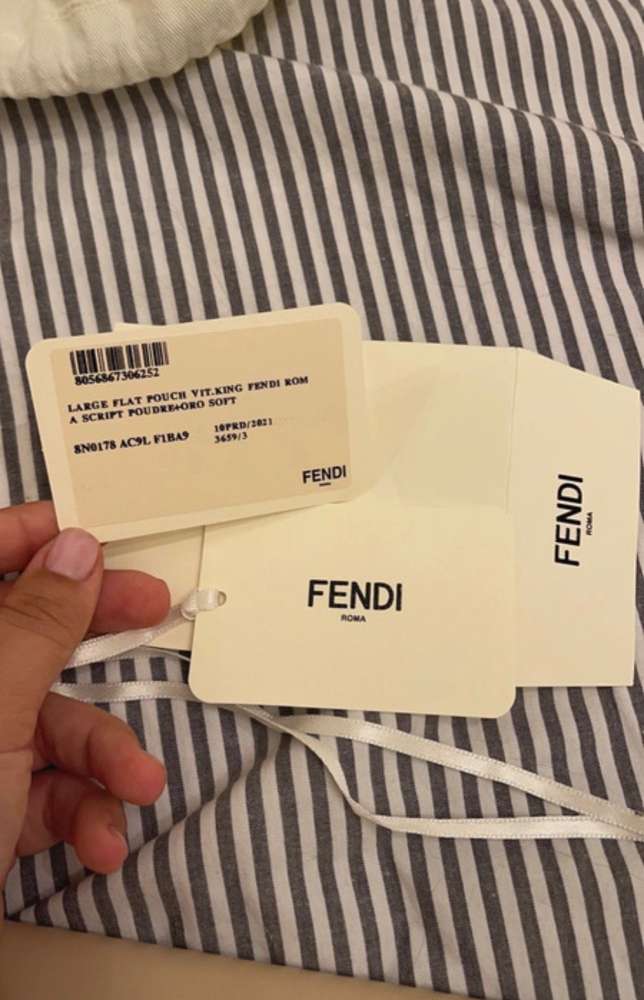 8056867306252
LARGE FLAT POUCH VIT.KING FENDI ROM
A SCRIPT POUDRE+ORO SOFT
8N0178 AC9L F1BA9
10PRD/2021
3659/3
FENDI
FENDI
ROMA
FENDI
ROMA